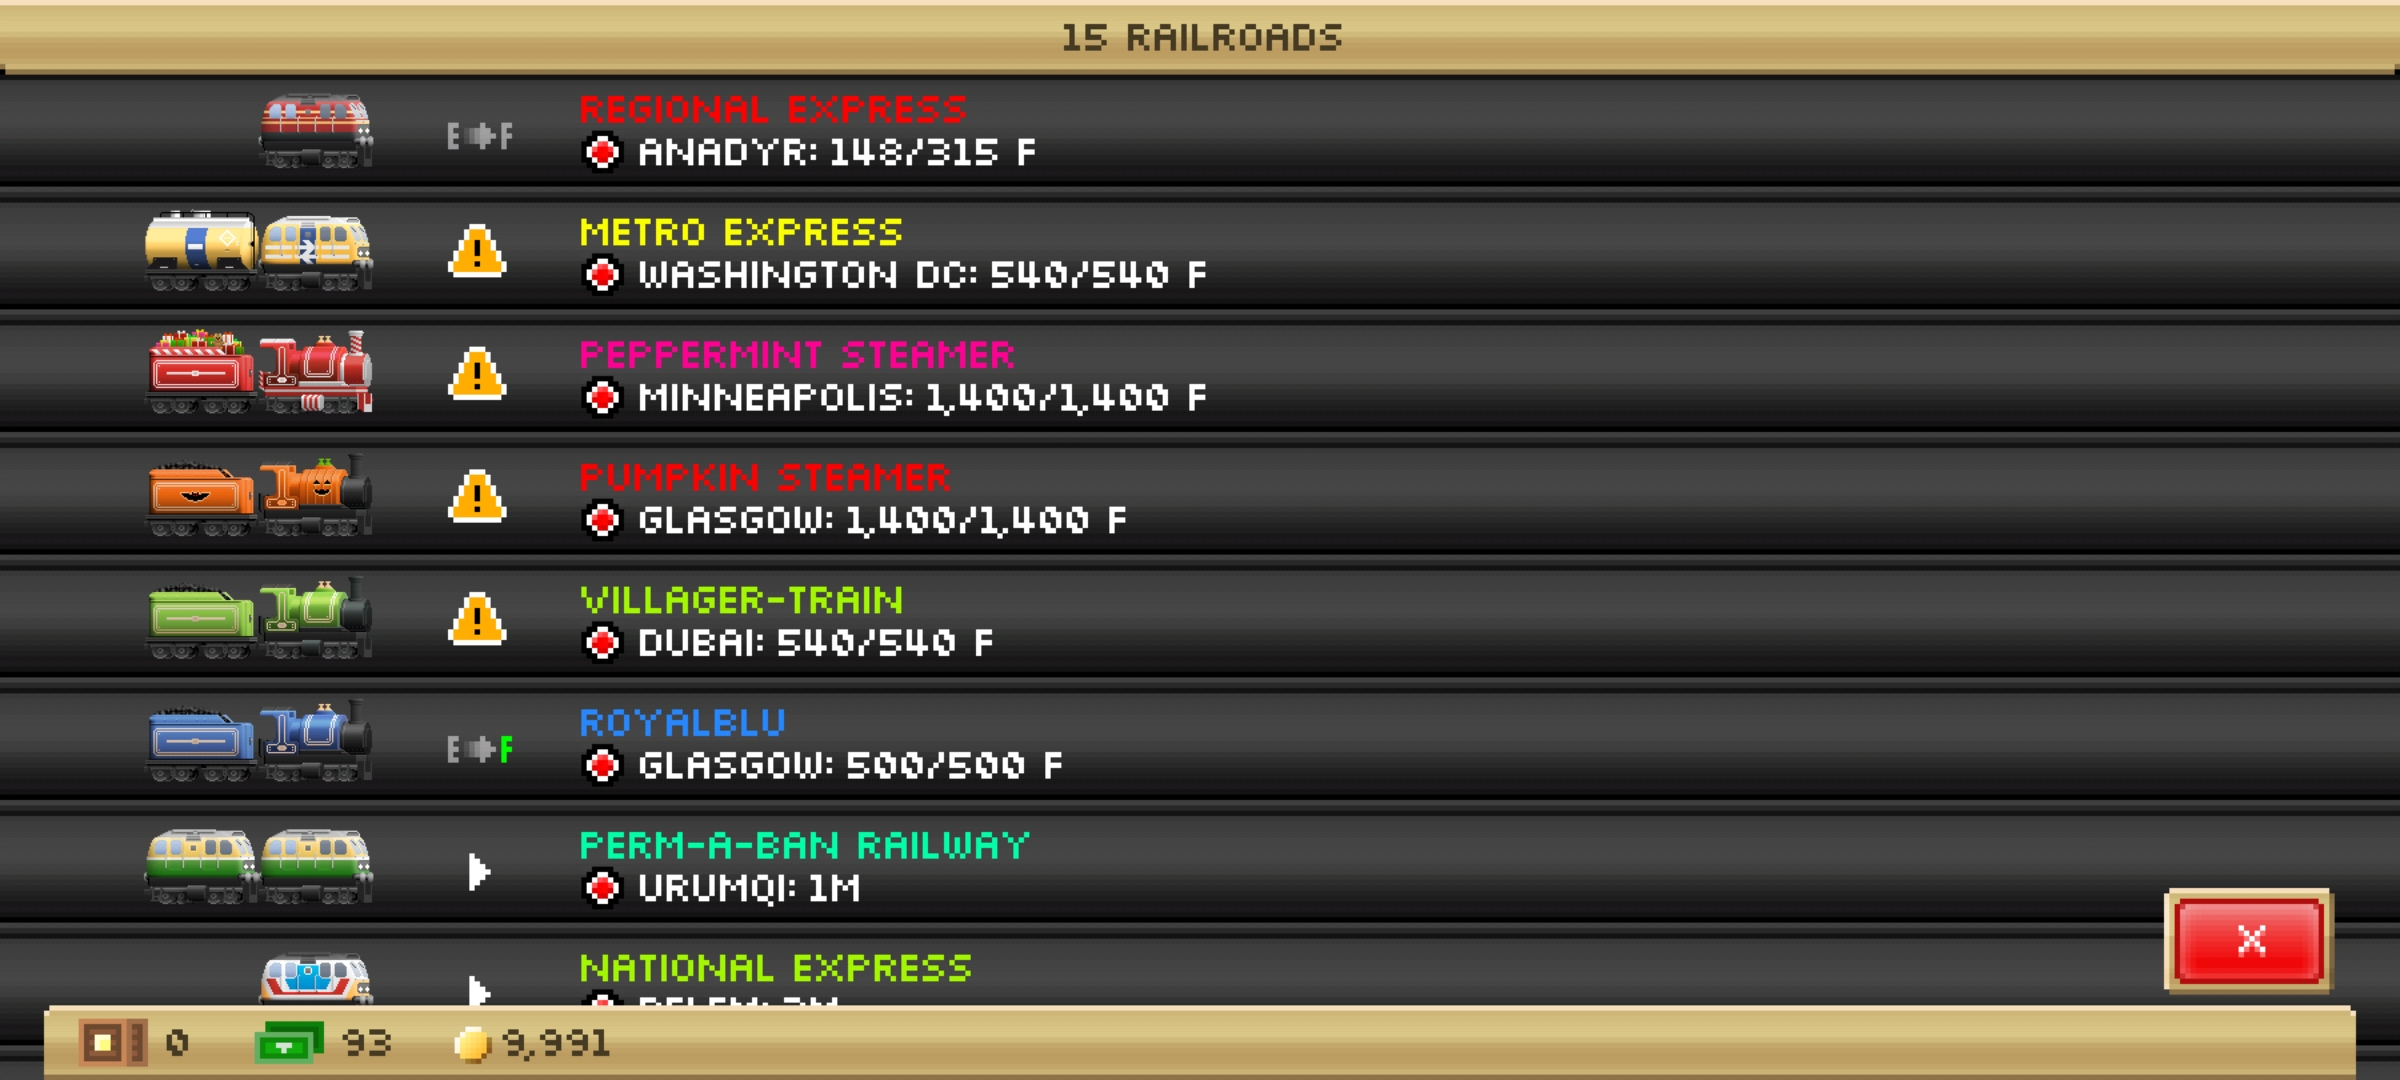 15 RAILROADS
REGIONAL EXPRESS
E F
ANADYR: 148/315 F
METRO EXPRESS
WASHINGTON DC: 540/540 F
PEPPERMINT STEAMER
MINNEAPOLIS: 1,400/1,400 F
PUMPKIN STEAMER
GLASGOW: 1,400/1,400 F
VILLAGER-TRAIN
DUBAI: 540/540 F
ROYALBLU
E F
GLASGOW: 500/500 F
PERM-A-BAN RAILWAY
URUMQI: 1M
NATIONAL EXPRESS
X
0 93 9,991